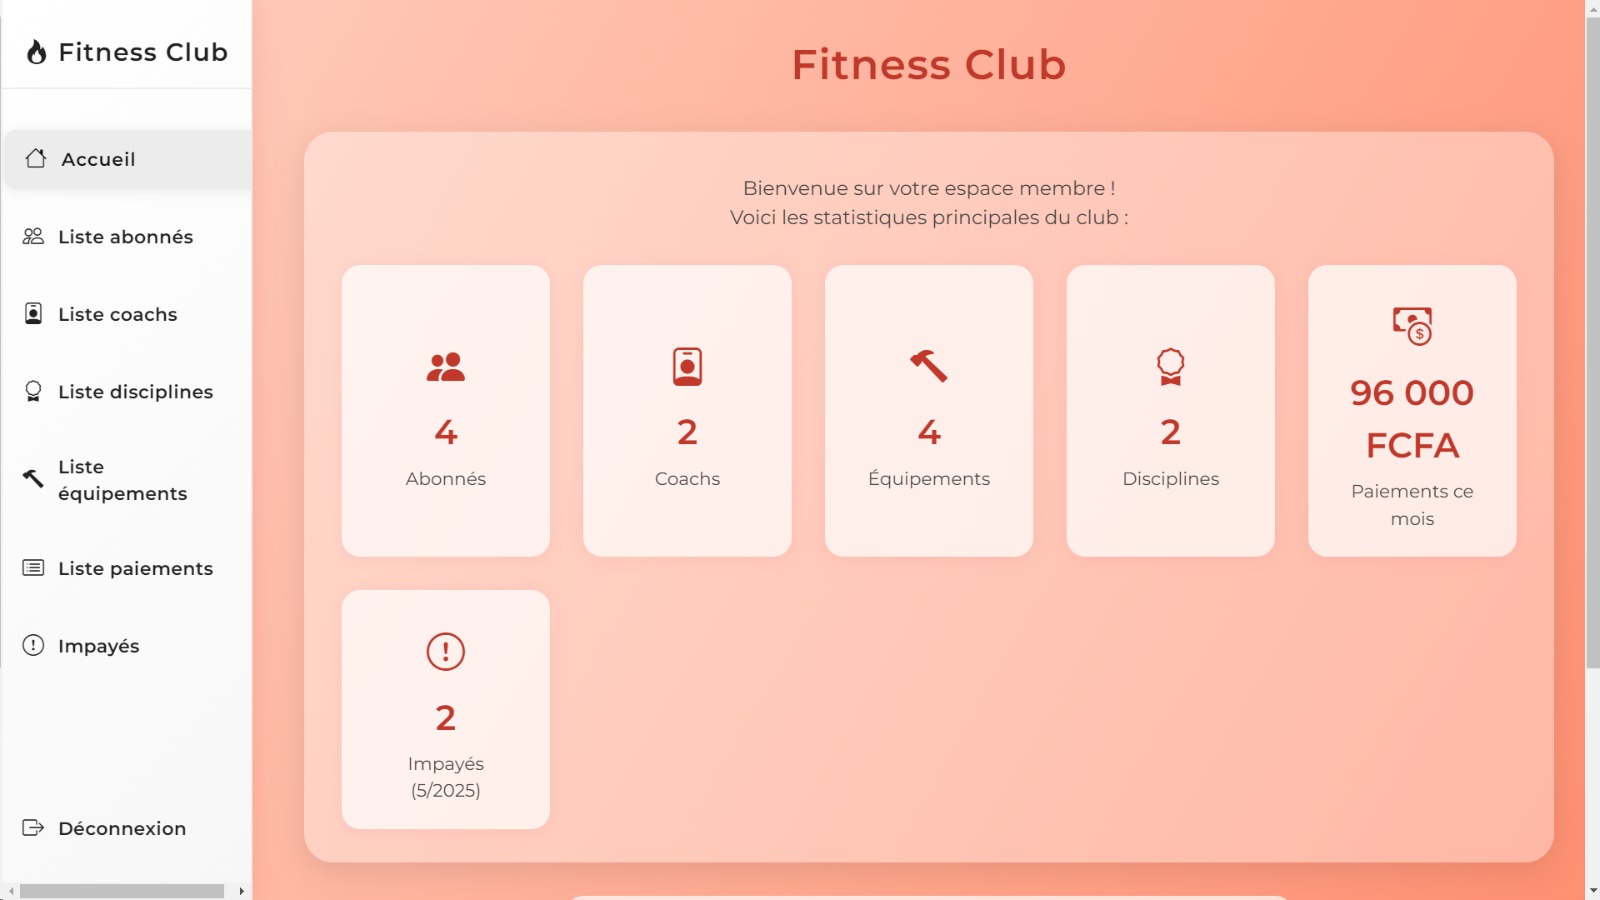 Fitness Club
Accueil
Liste abonnés
Liste coachs
Liste disciplines
Liste
équipements
Liste paiements
Impayés
Déconnexion
Fitness Club
Bienvenue sur votre espace membre !
Voici les statistiques principales du club :
4
Abonnés
2
Coachs
4
Équipements
2
Disciplines
$
96 000
FCFA
Paiements ce
mois
2
Impayés
(5/2025)